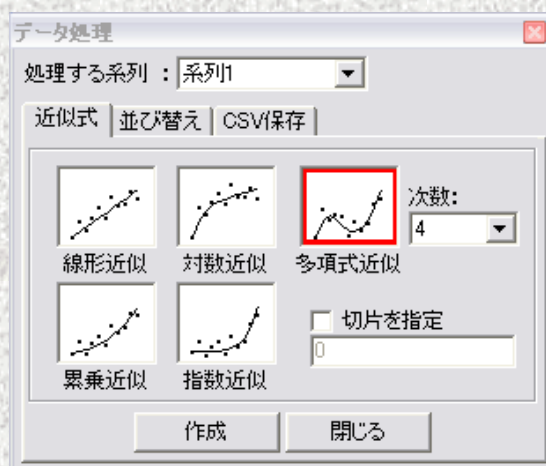 データ処理
処理する系列 : 系列1
近似式 並び替え CSV保存
次数:
4
線形近似 対数近似 多項式近似
切片を指定
0
累乗近似 指数近似
作成 閉じる